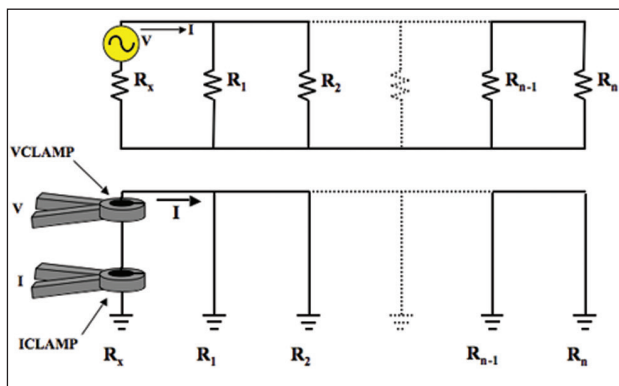 V I
Rx R1 R2 Rn-1 Rn
VCLAMP
V
I
I
ICLAMP
Rx R1 R2 Rn-1 Rn